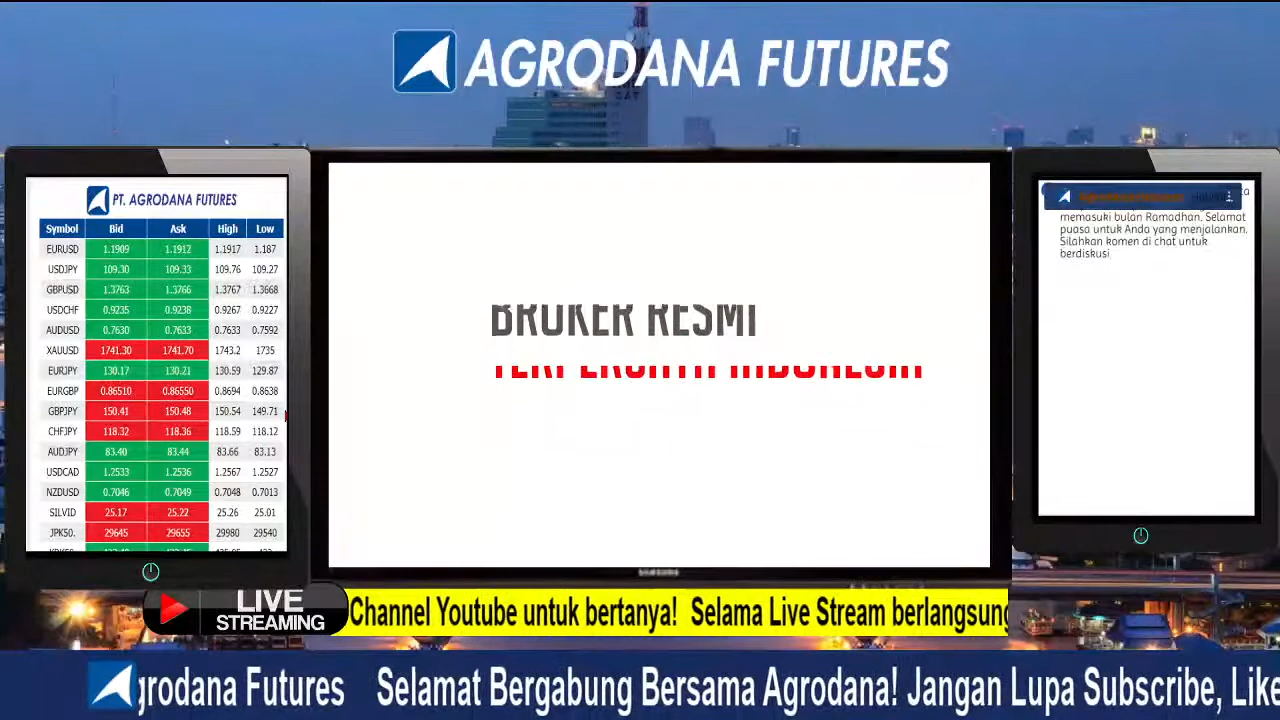 AGRODANA FUTURES
PT. AGRODANA FUTURES
Symbol Bid Ask High Low
EURUSD 1.1909 1.1912 1.1917 1.187
USDJPY 109.30 109.33 109.76 109.27
GBPUSD 1.3763 1.3766 1.3767 1.3668
USDCHF 0.9235 0.9238 0.9267 0.9227
AUDUSD 0.7630 0.7633 0.7633 0.7592
XAUUSD 1741.30 1741.70 1743.2 1735
EURJPY 130.17 130.21 130.59 129.87
EURGBP 0.86510 0.86550 0.8694 0.8638
GBPJPY 150.41 150.48 150.54 149.71
CHFJPY 118.32 118.36 118.59 118.12
AUDJPY 83.40 83.44 83.66 83.13
USDCAD 1.2533 1.2536 1.2567 1.2527
NZDUSD 0.7046 0.7049 0.7048 0.7013
SILVID 25.17 25.22 25.26 25.01
JPK50. 29645 29655 29980 29540
BROKER RESMI
memasuki bulan Ramadhan. Selamat
puasa untuk Anda yang menjalankan.
Silahkan komen di chat untuk
berdiskusi
SAMSUNG
LIVE
STREAMING
Channel Youtube untuk bertanya! Selama Live Stream berlangsung
grodana Futures Selamat Bergabung Bersama Agrodana! Jangan Lupa Subscribe, Like